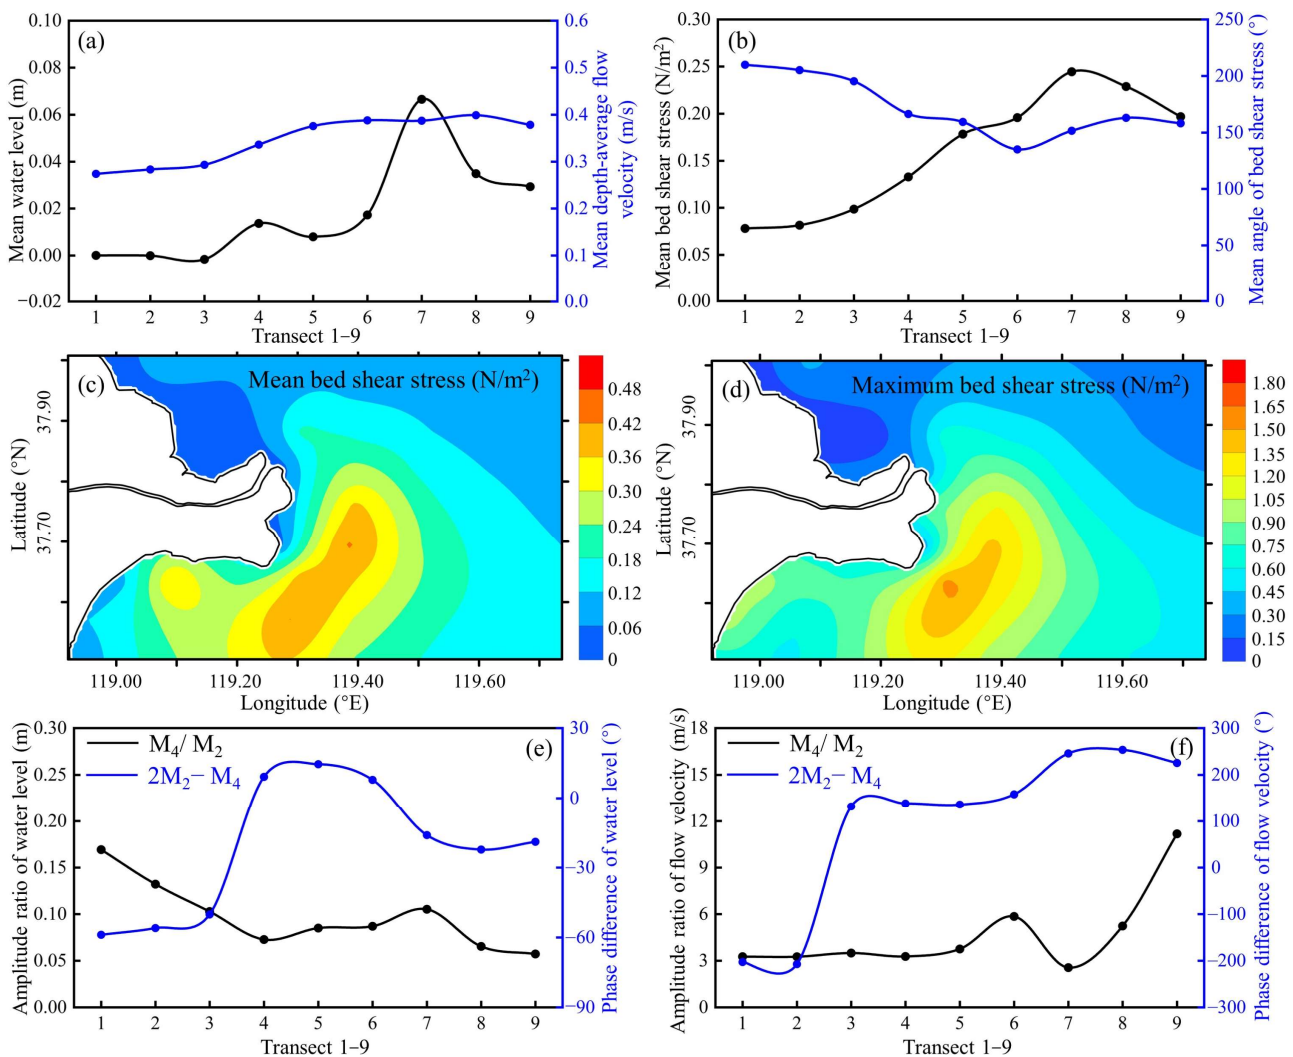 (a)
Mean water level (m)
0.10
0.08
0.06
0.04
0.02
0.00
−0.02
0.6
0.5
0.4
0.3
0.2
0.1
0.0
Mean depth-average flow
velocity (m/s)
1 2 3 4 5 6 7 8 9
Transect 1−9
(b)
Mean bed shear stress (N/m²)
0.30
0.25
0.20
0.15
0.10
0.05
0.00
250
200
150
100
50
0
Mean angle of bed shear stress (°)
1 2 3 4 5 6 7 8 9
Transect 1−9
(c) Mean bed shear stress (N/m²)
Latitude (°N)
37.90
37.70
119.00 119.20 119.40 119.60
Longitude (°E)
0.48
0.42
0.36
0.30
0.24
0.18
0.12
0.06
0
(d) Maximum bed shear stress (N/m²)
Latitude (°N)
37.90
37.70
119.00 119.20 119.40 119.60
Longitude (°E)
1.80
1.65
1.50
1.35
1.20
1.05
0.90
0.75
0.60
0.45
0.30
0.15
0
(e)
M₄/ M₂
2M₂− M₄
Amplitude ratio of water level (m)
0.30
0.25
0.20
0.15
0.10
0.05
0.00
30
0
−30
−60
−90
Phase difference of water level (°)
1 2 3 4 5 6 7 8 9
Transect 1−9
(f)
M₄/ M₂
2M₂− M₄
Amplitude ratio of flow velocity (m/s)
18
15
12
9
6
3
0
300
200
100
0
−100
−200
−300
Phase difference of flow velocity (°)
1 2 3 4 5 6 7 8 9
Transect 1−9